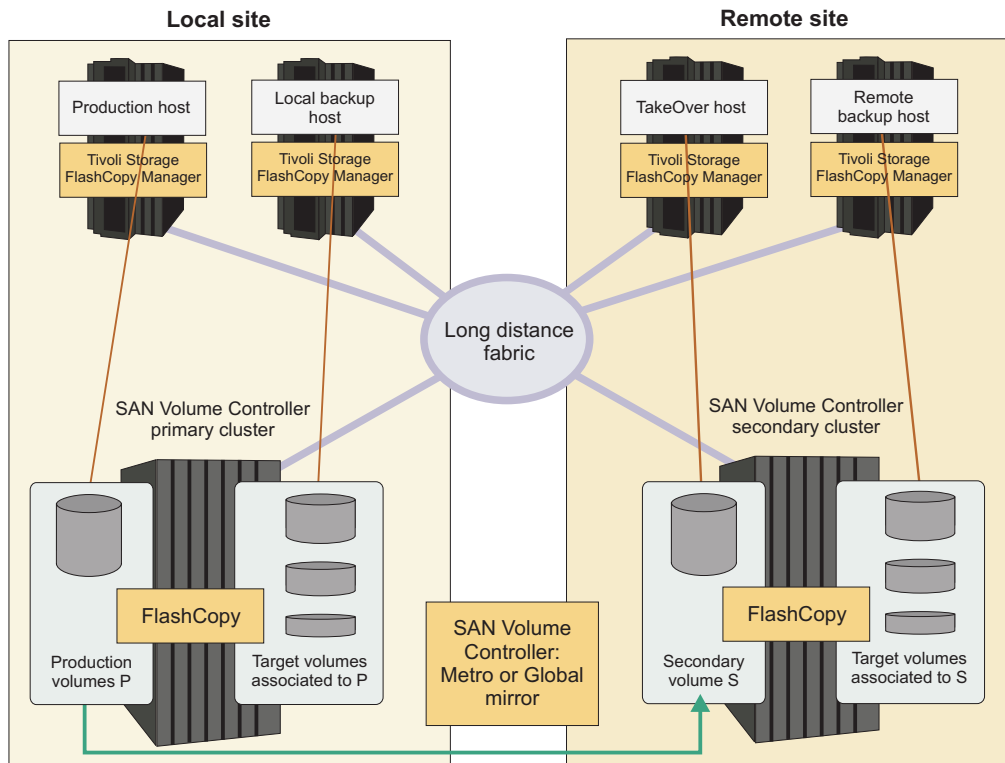 Local site
Remote site
Production host
Local backup
host
TakeOver host
Remote
backup host
Tivoli Storage
FlashCopy Manager
Tivoli Storage
FlashCopy Manager
Tivoli Storage
FlashCopy Manager
Tivoli Storage
FlashCopy Manager
Long distance
fabric
SAN Volume Controller
primary cluster
SAN Volume Controller
secondary cluster
FlashCopy
Production
volumes P
Target volumes
associated to P
SAN Volume
Controller:
Metro or Global
mirror
FlashCopy
Secondary
volume S
Target volumes
associated to S